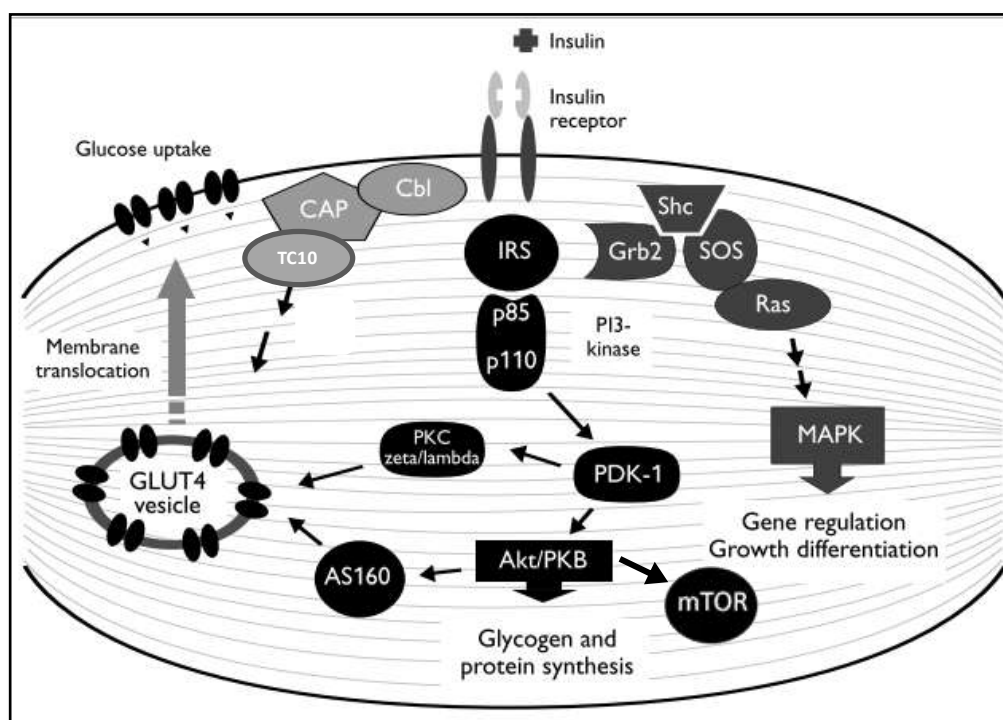 Insulin
Insulin
receptor
Glucose uptake
Cbl
CAP
TC10
IRS
Shc
Grb2
SOS
Ras
p85
p110
PI3-
kinase
Membrane
translocation
MAPK
PKC
zeta/lambda
PDK-1
GLUT4
vesicle
Gene regulation
Growth differentiation
Akt/PKB
AS160
mTOR
Glycogen and
protein synthesis